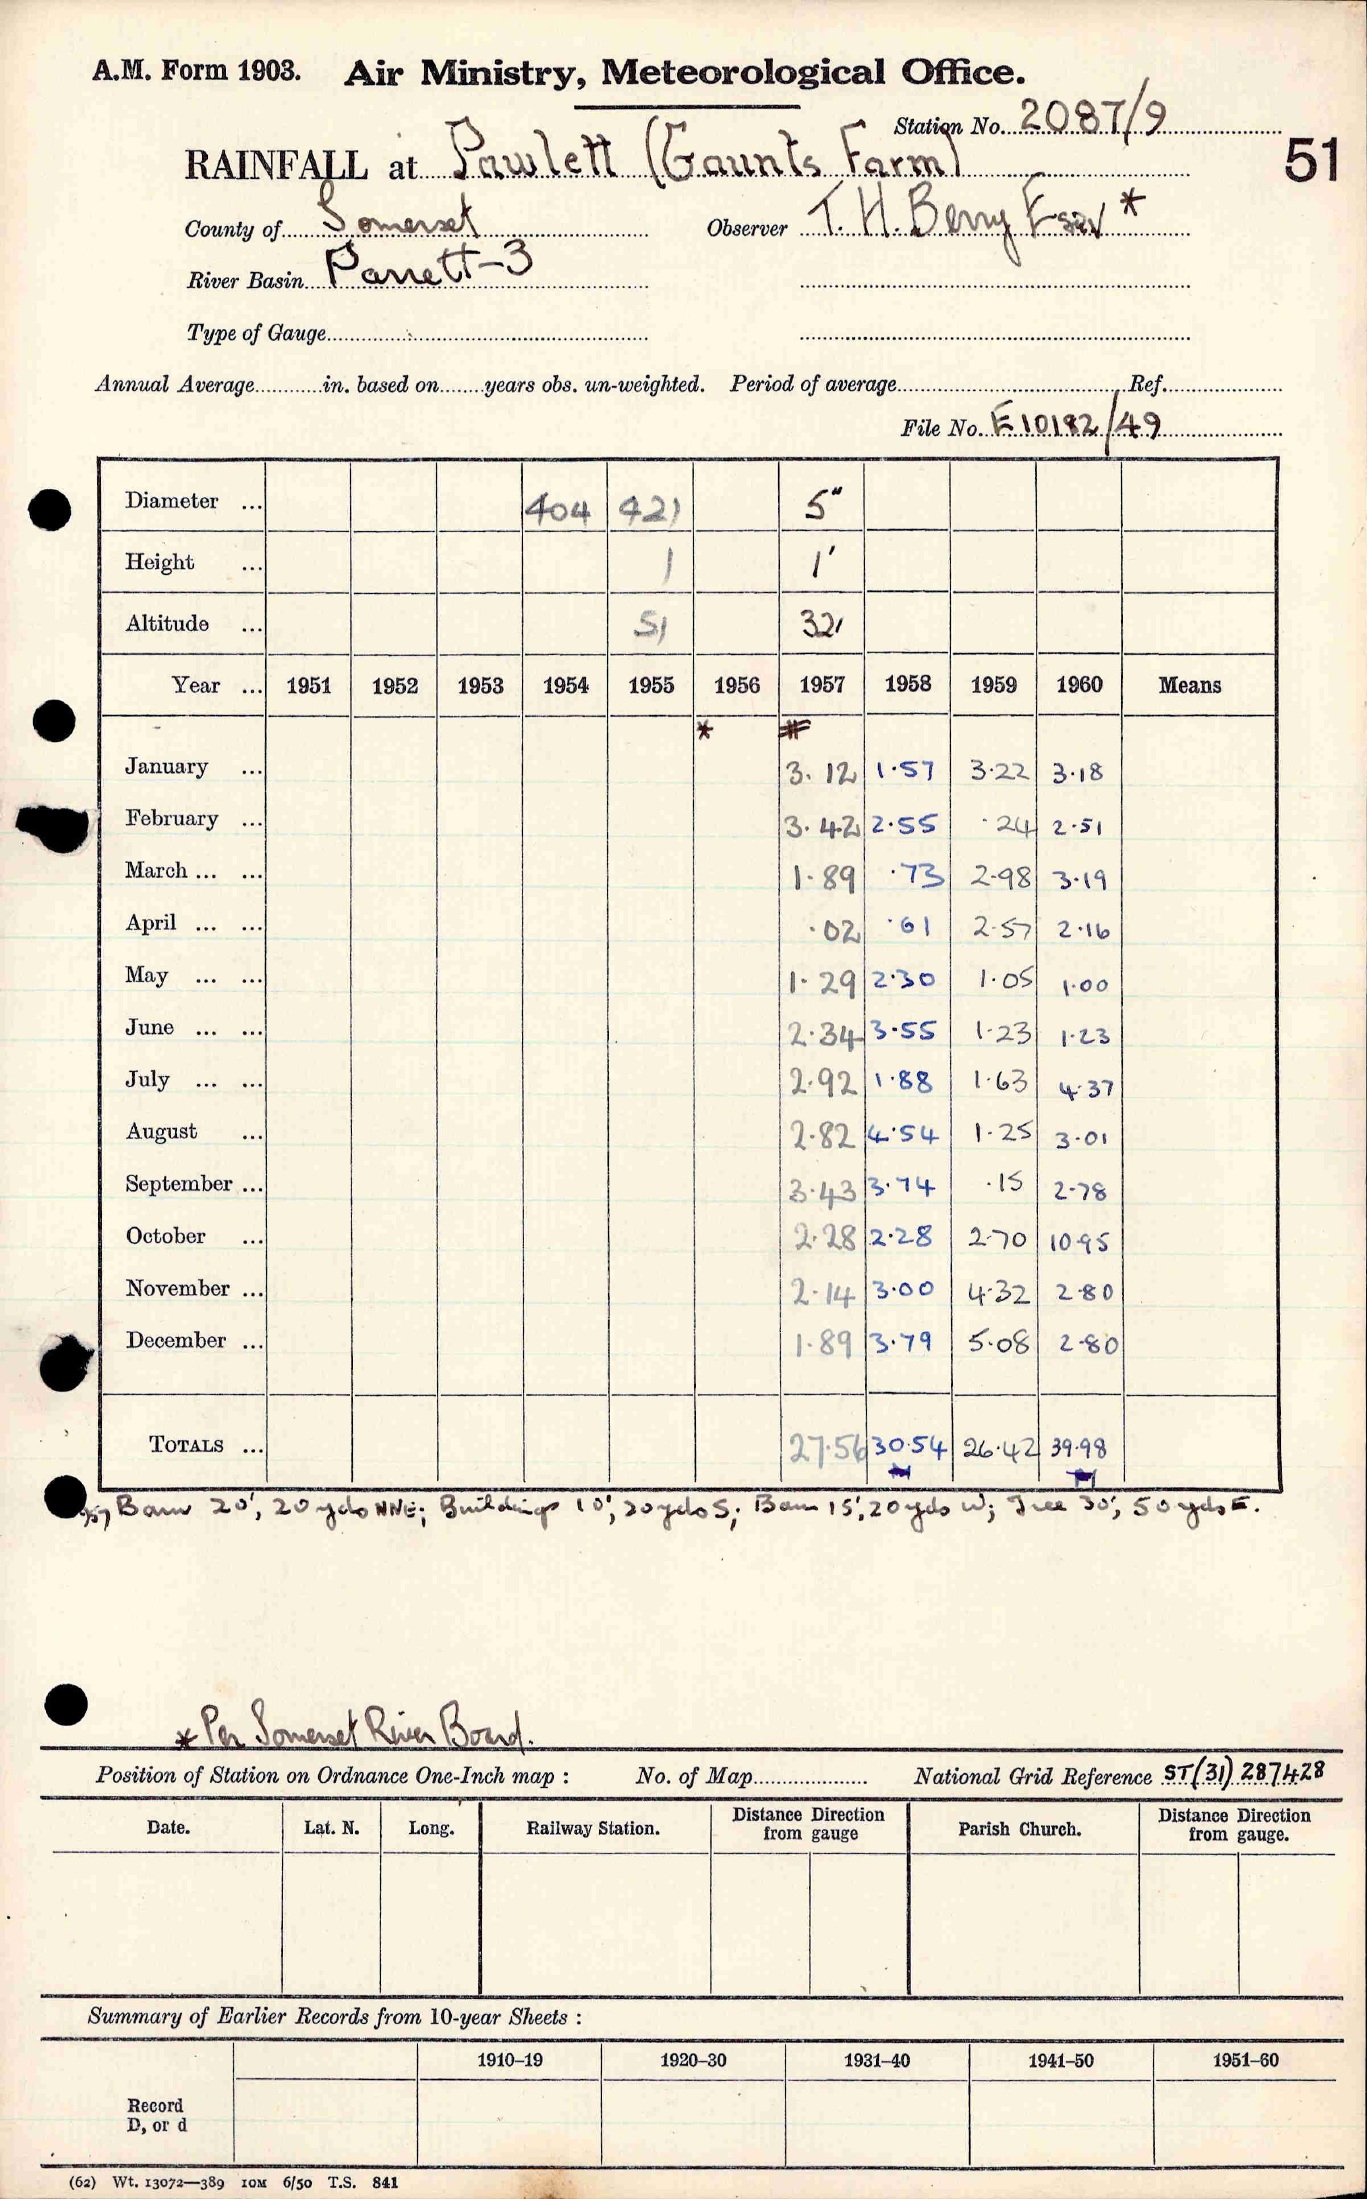 A.M. Form 1903. Air Ministry, Meteorological Office.
Station No. 2087/9
RAINFALL at Pawlett (Gaunts Farm)
51
County of Somerset Observer T. H. Berry Esqr *
River Basin Parrett-3
Type of Gauge
Annual Average in. based on years obs. un-weighted. Period of average Ref.
File No. E10182/49
Diameter ... 404 421 5"
Height ... 1 1'
Altitude ... 51 32'
Year ... 1951 1952 1953 1954 1955 1956 1957 1958 1959 1960 Means
* #
January ... 3.12 1.57 3.22 3.18
February ... 3.42 2.55 .24 2.51
March ... ... 1.89 .73 2.98 3.19
April ... ... .02 .61 2.57 2.16
May ... ... 1.29 2.30 1.05 1.00
June ... ... 2.34 3.55 1.23 1.23
July ... ... 2.92 1.88 1.63 4.37
August ... 2.82 4.54 1.25 3.01
September ... 3.43 3.74 .15 2.78
October ... 2.28 2.28 2.70 10.95
November ... 2.14 3.00 4.32 2.80
December ... 1.89 3.79 5.08 2.80
TOTALS ... 27.56 30.54 26.42 39.98
Barn 20', 20 yds NNE; Buildings 10', 20 yds S; Barn 15', 20 yds W; Tree 30', 50 yds E.
* Per Somerset River Board.
Position of Station on Ordnance One-Inch map : No. of Map National Grid Reference ST(31) 287428
Date. Lat. N. Long. Railway Station. Distance Direction from gauge Parish Church. Distance Direction from gauge.
Summary of Earlier Records from 10-year Sheets :
1910–19 1920–30 1931–40 1941–50 1951–60
Record
D, or d
(62) Wt. 13072—389 10M 6/50 T.S. 841